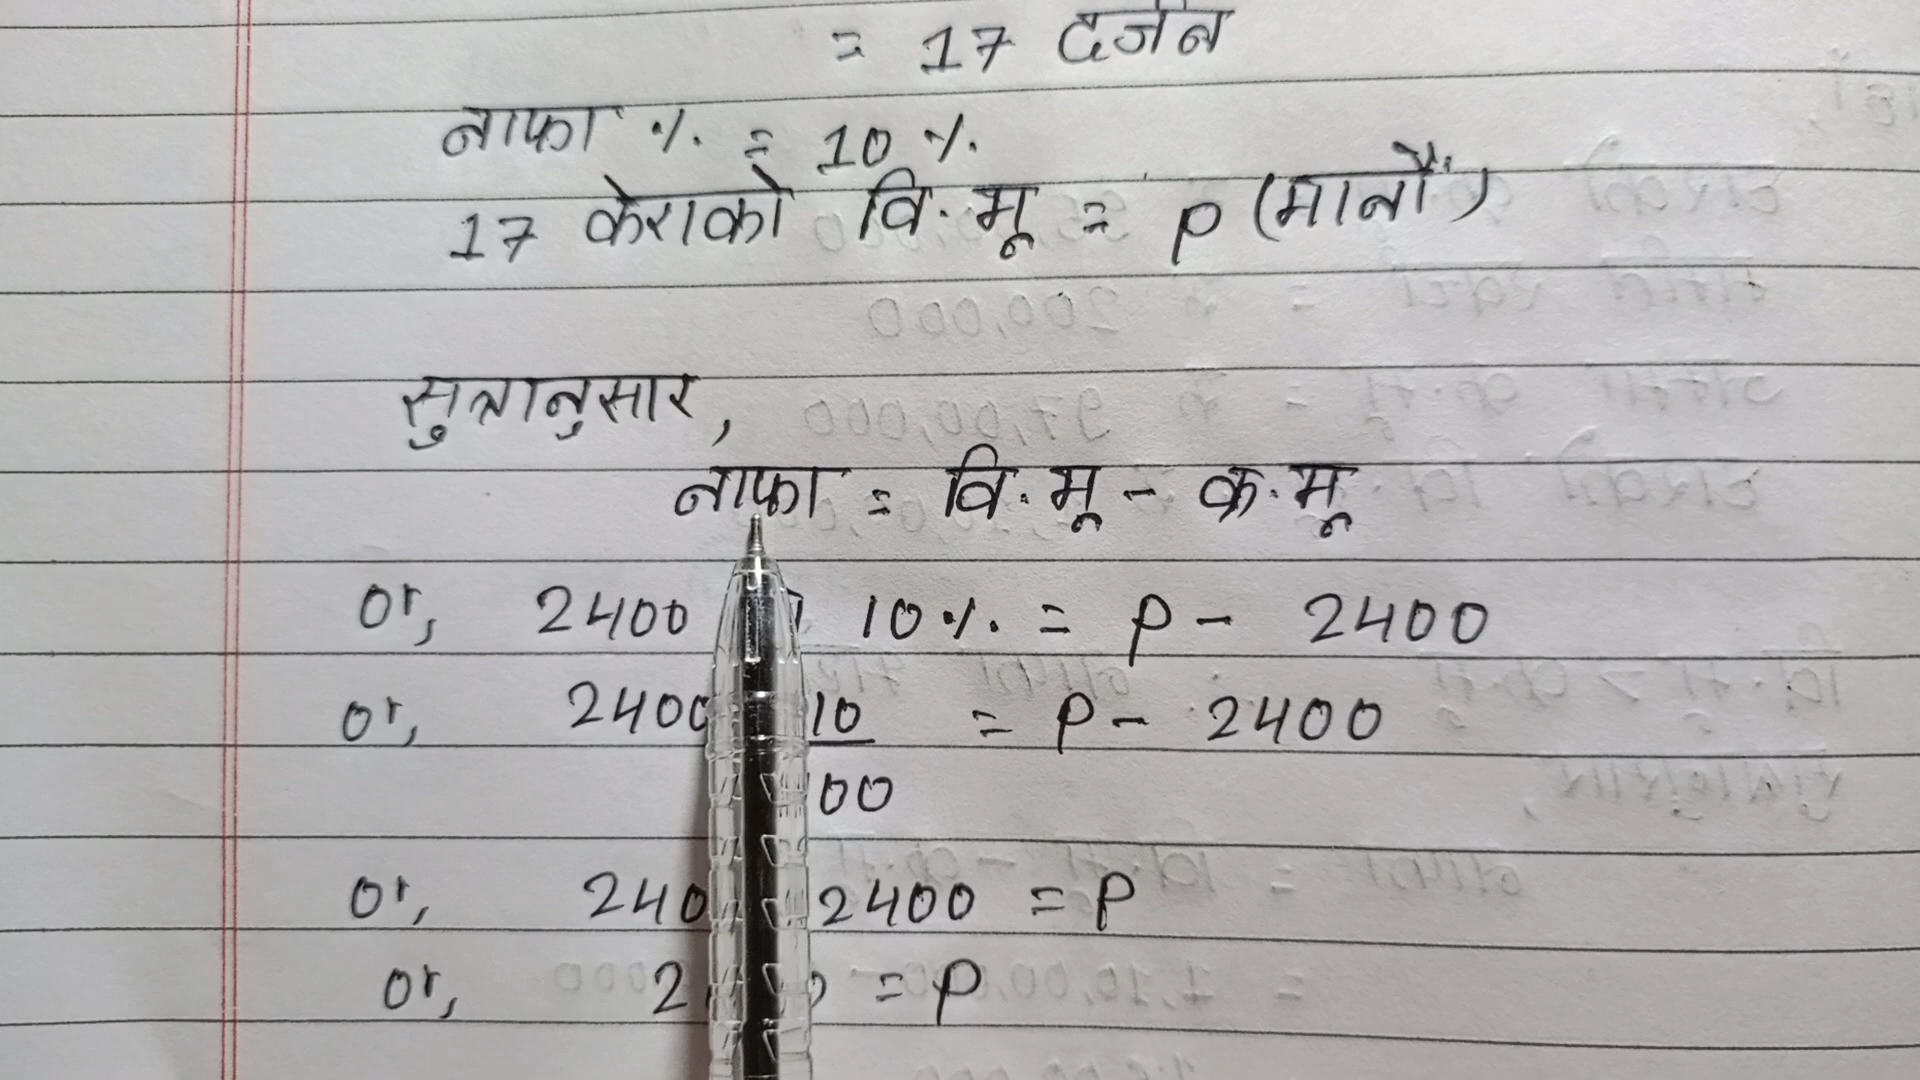 = 17 दर्जन
नाफा % = 10 %
17 केराको वि.मू = P (मानौं)
सुत्रानुसार,
नाफा = वि.मू - क्र.मू
or, 2400 10% = P - 2400
or, 2400 10 = P - 2400
00
or, 240 2400 = P
or, 2 = P